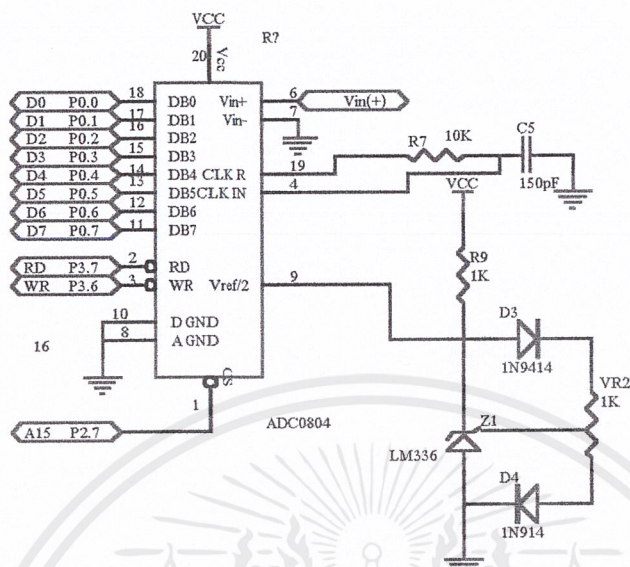 VCC
R?
20
Vcc
D0 P0.0 18 DB0 Vin+ 6 Vin(+)
D1 P0.1 17 DB1 Vin- 7
D2 P0.2 16 DB2
D3 P0.3 15 DB3
D4 P0.4 14 DB4 CLK R 19
D5 P0.5 13 DB5 CLK IN 4
D6 P0.6 12 DB6
D7 P0.7 11 DB7
R7 10K
C5
150pF
VCC
R9
1K
RD P3.7 2 RD
WR P3.6 3 WR Vref/2 9
10 D GND
8 A GND
16
CS
1
A15 P2.7
ADC0804
D3
1N9414
VR2
1K
Z1
LM336
D4
1N914